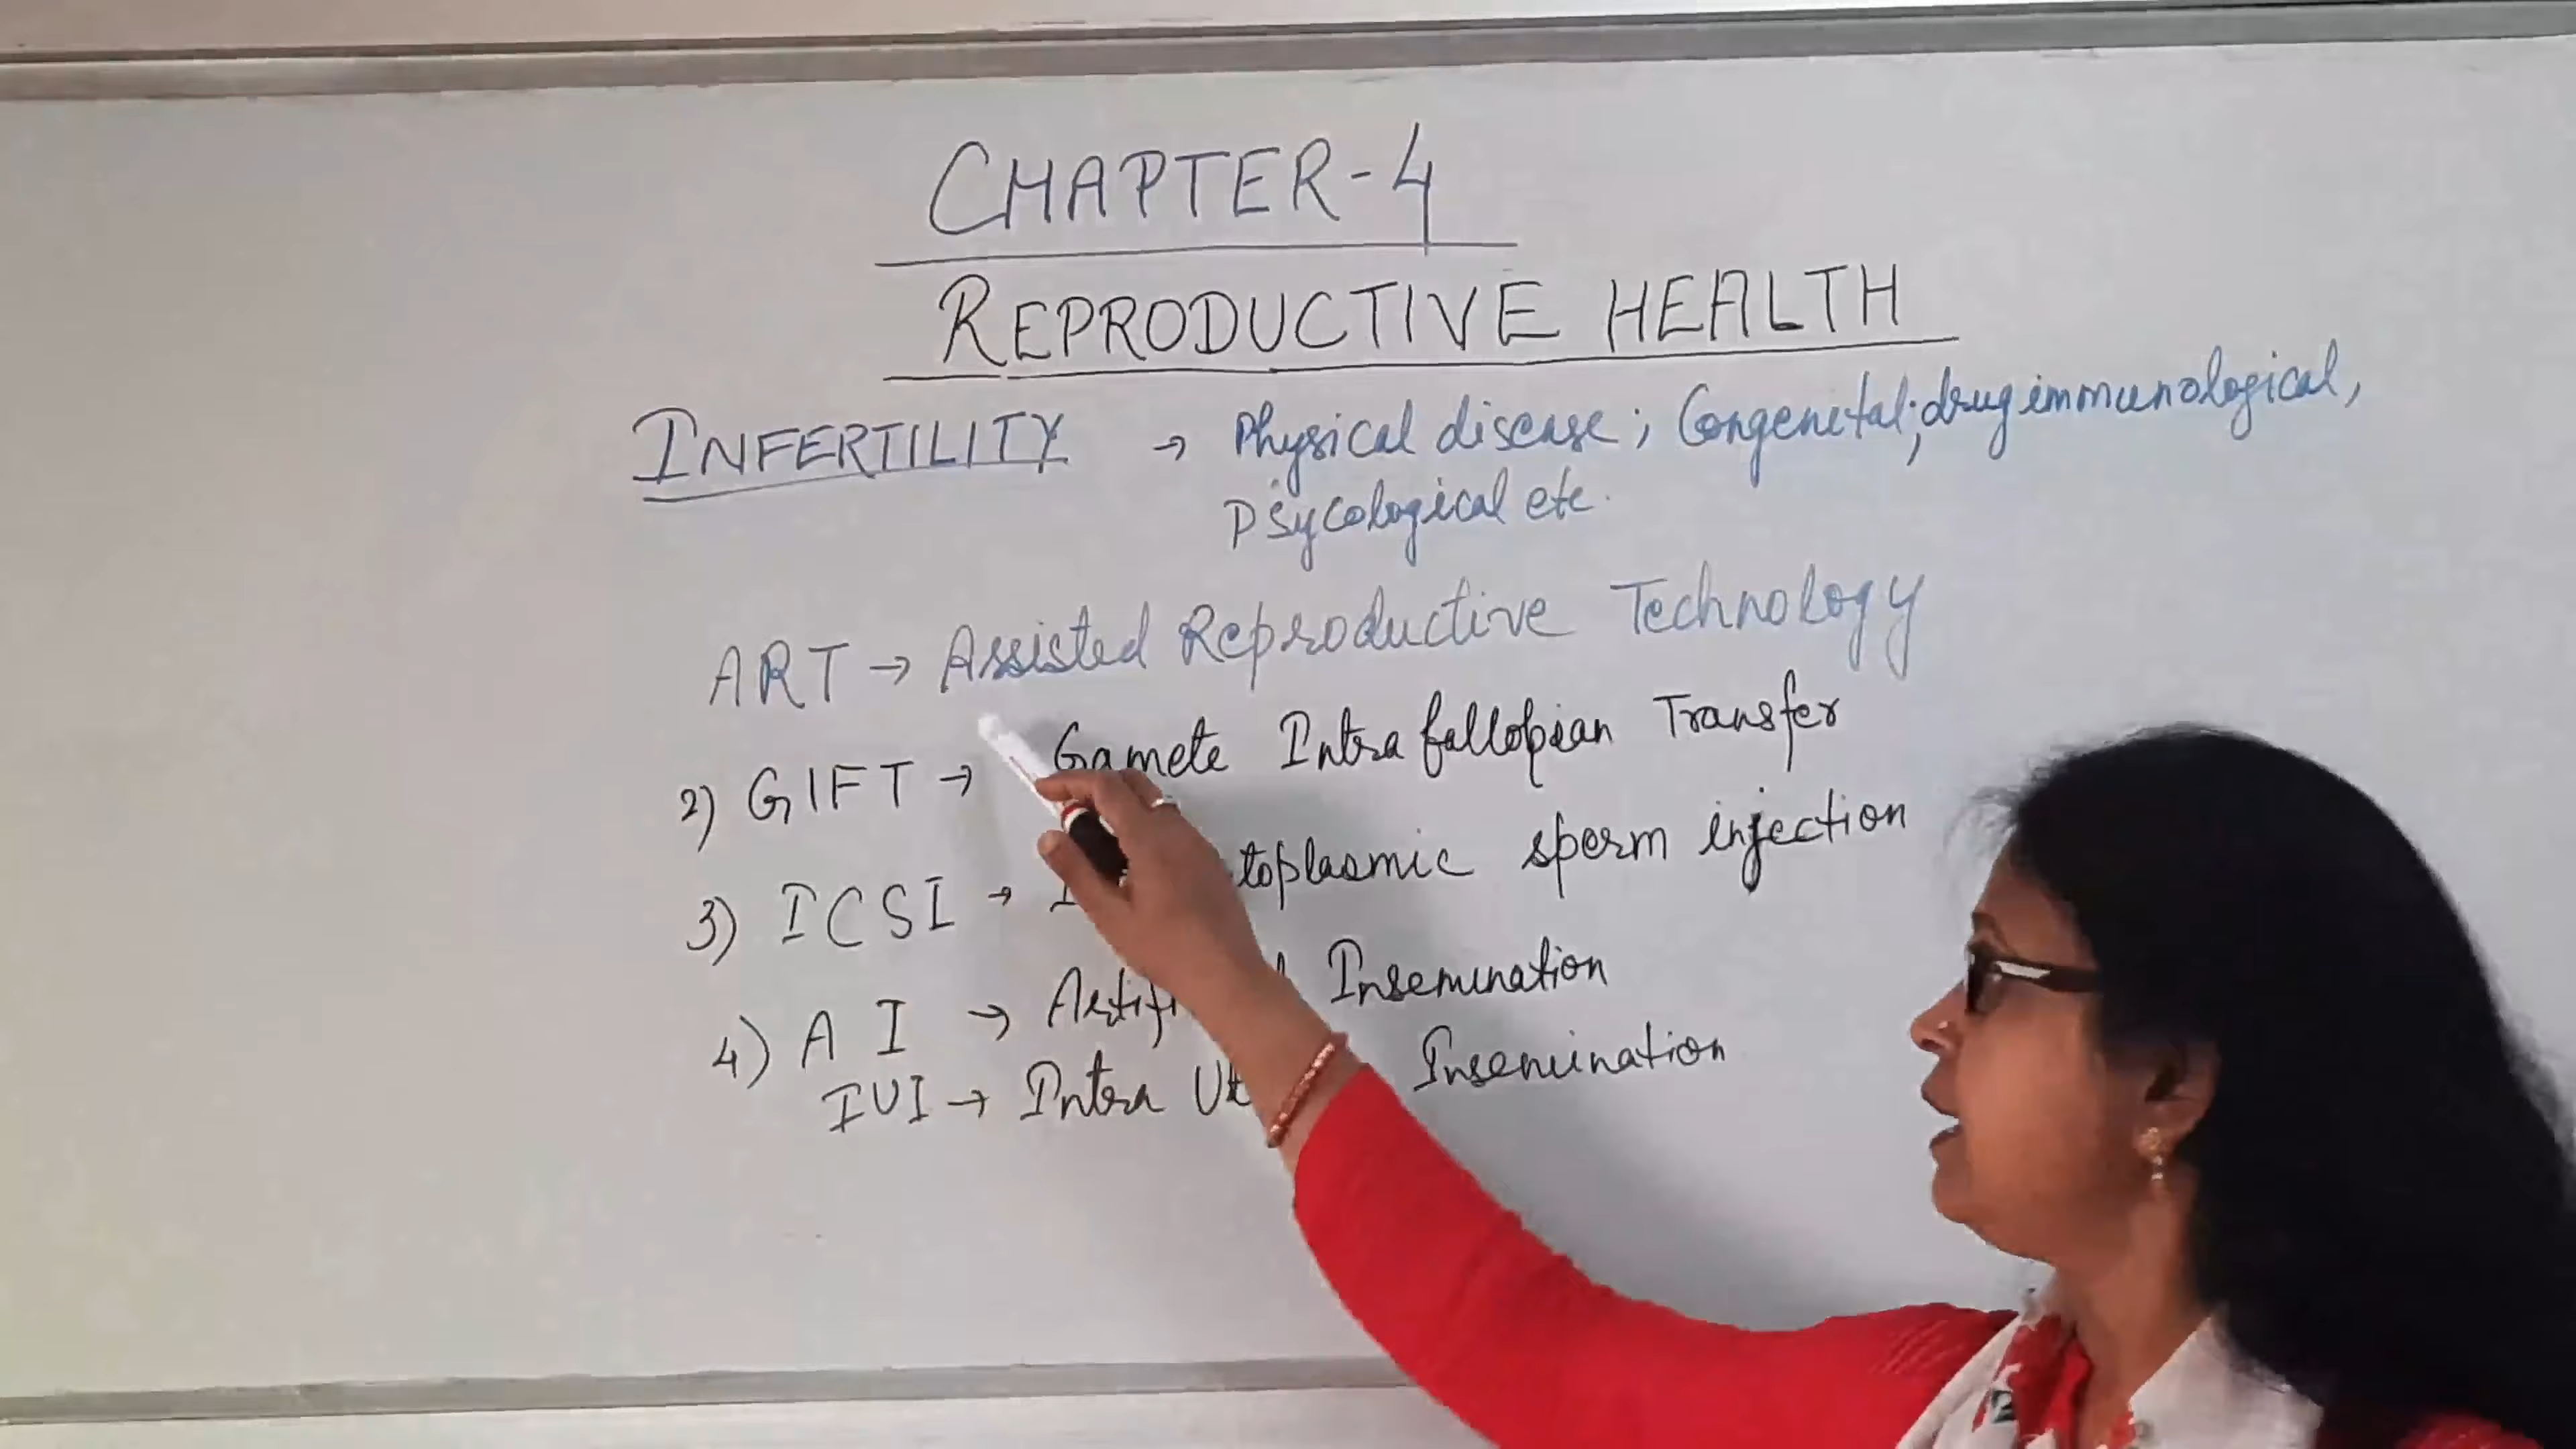 CHAPTER-4
REPRODUCTIVE HEALTH
INFERTILITY → Physical disease; Congenital; drug immunological,
Psycological etc.
ART → Assisted Reproductive Technology
2) GIFT → Gamete Intra fallopian Transfer
3) ICSI → toplasmic sperm injection
4) A I → Insemination
IUI → Intra Insemination